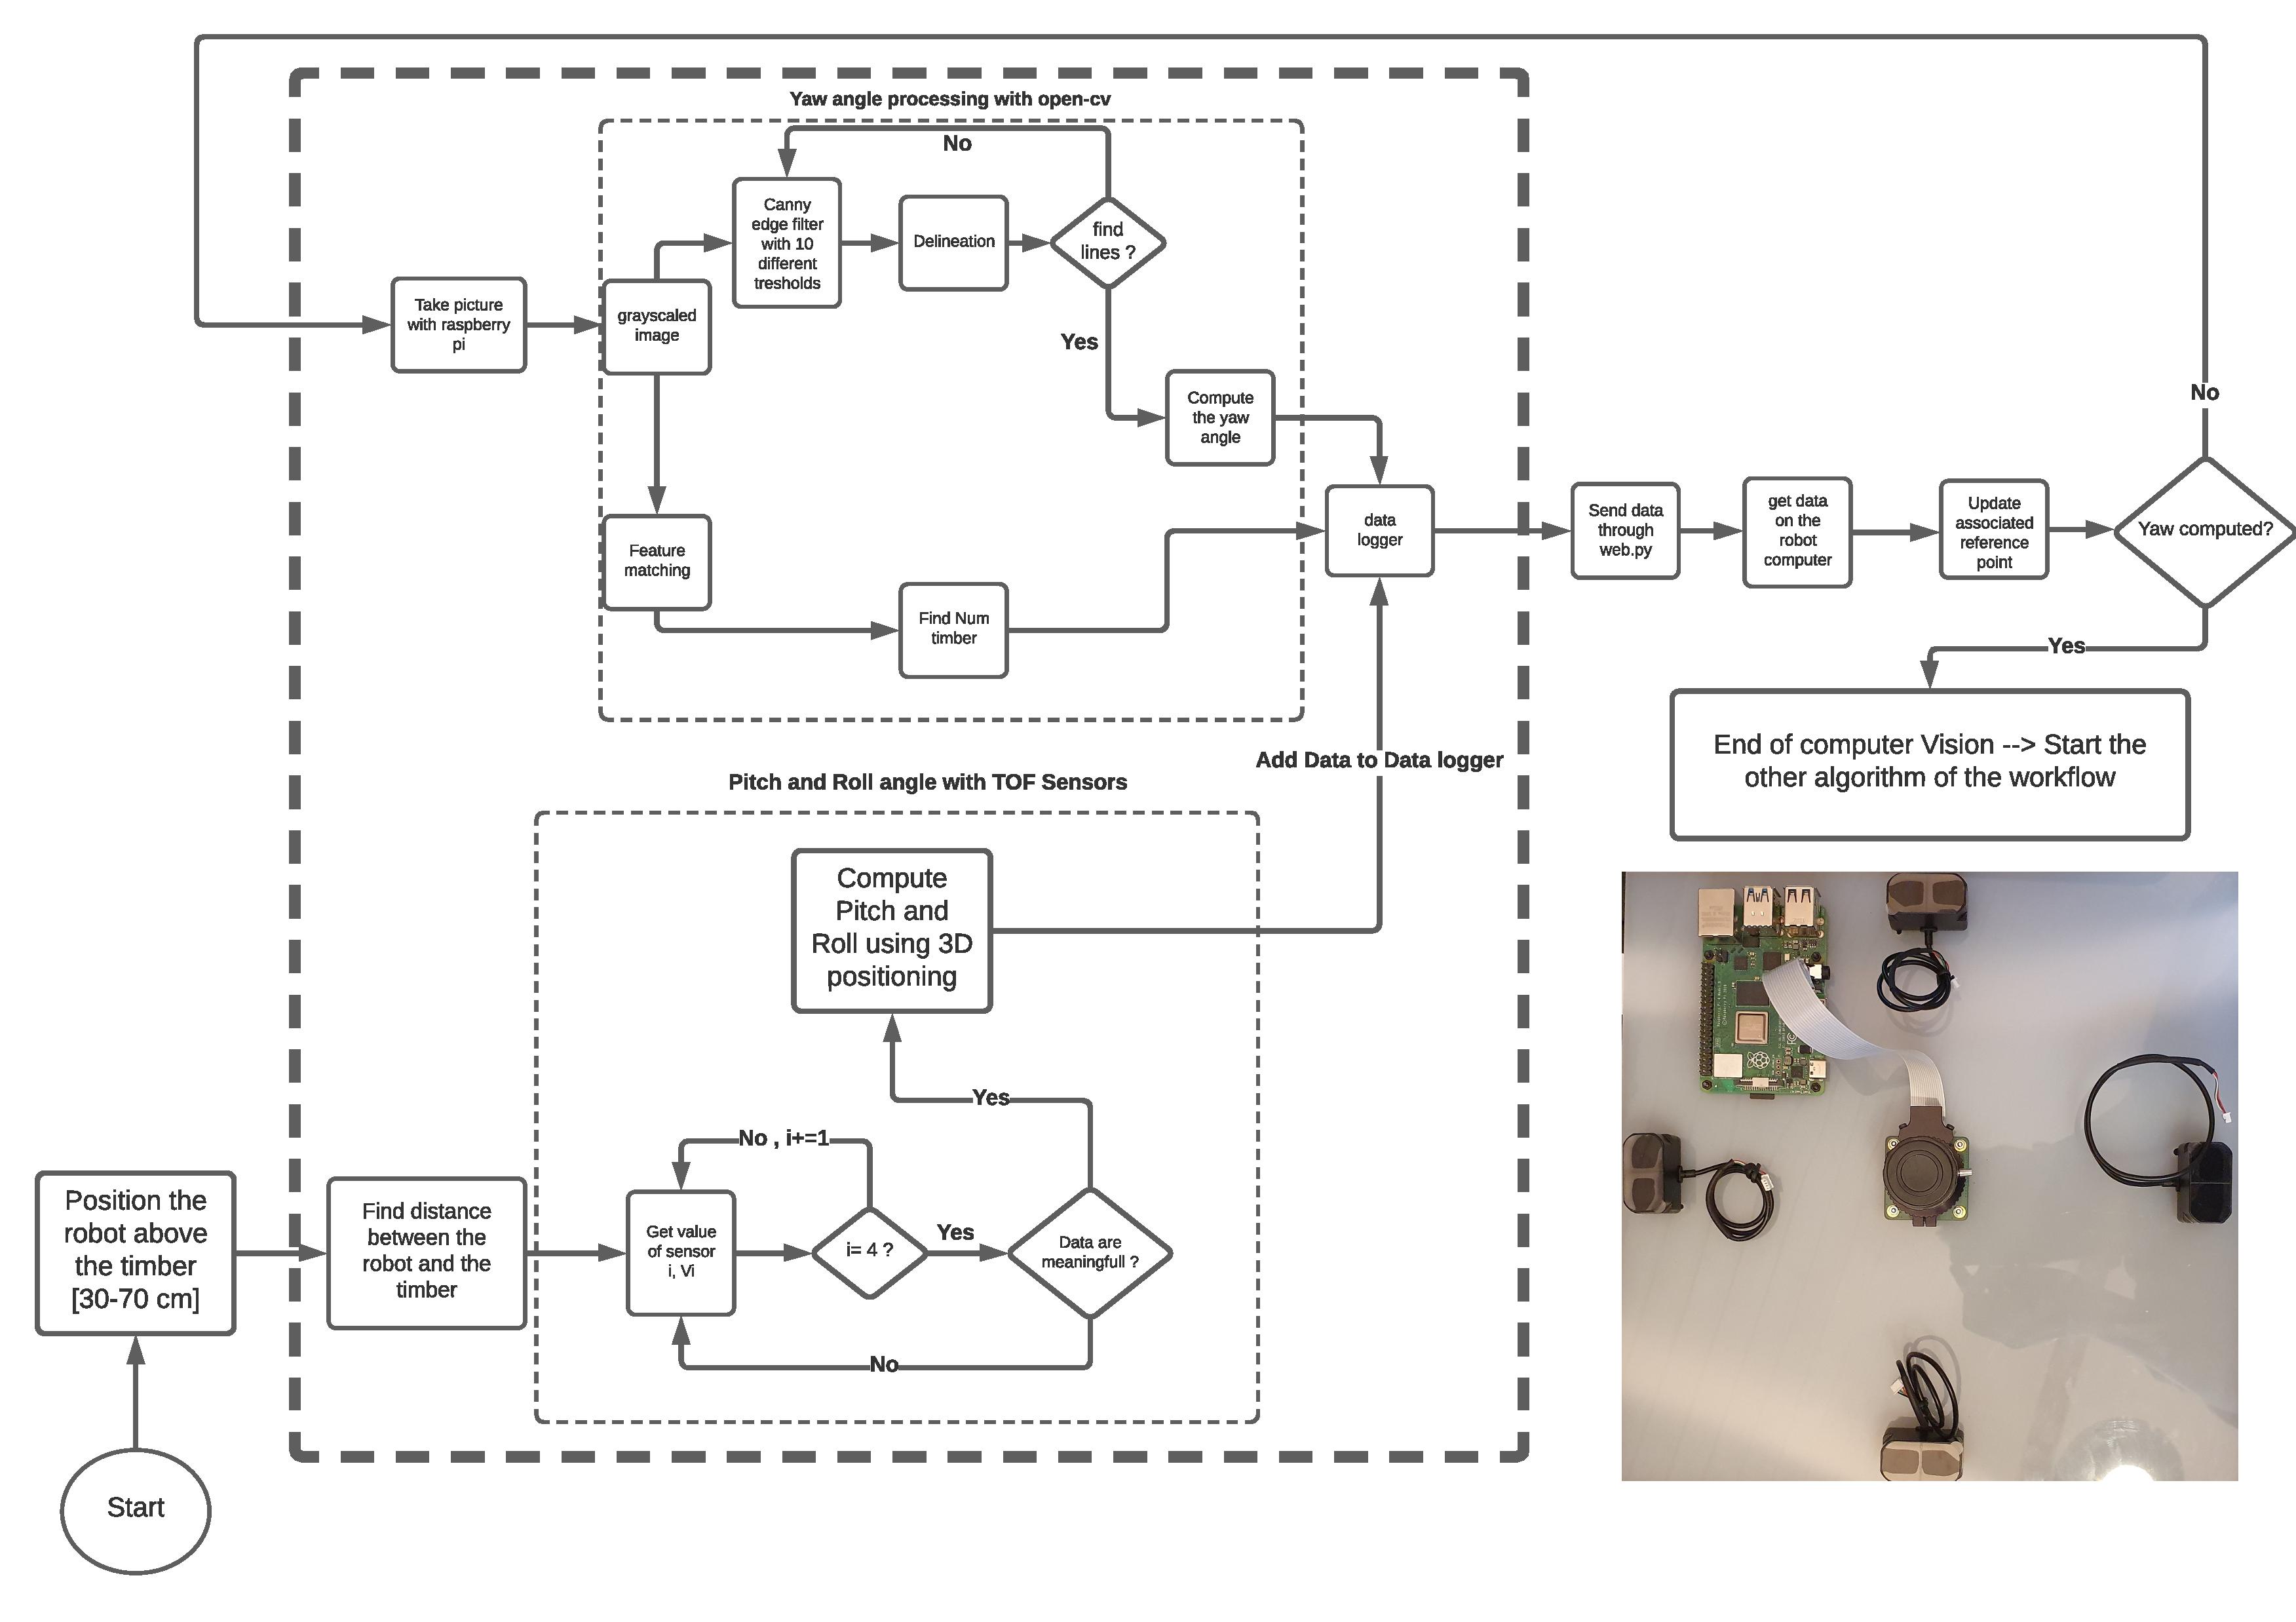 Yaw angle processing with open-cv
No
Canny
edge filter
with 10
different
tresholds
Delineation
find
lines ?
Take picture
with raspberry
pi
grayscaled
image
Yes
Compute
the yaw
angle
No
Feature
matching
Find Num
timber
data
logger
Send data
through
web.py
get data
on the
robot
computer
Update
associated
reference
point
Yaw computed?
Yes
End of computer Vision --> Start the
other algorithm of the workflow
Add Data to Data logger
Pitch and Roll angle with TOF Sensors
Compute
Pitch and
Roll using 3D
positioning
Yes
No , i+=1
Position the
robot above
the timber
[30-70 cm]
Find distance
between the
robot and the
timber
Get value
of sensor
i, Vi
i= 4 ?
Yes
Data are
meaningfull ?
No
Start